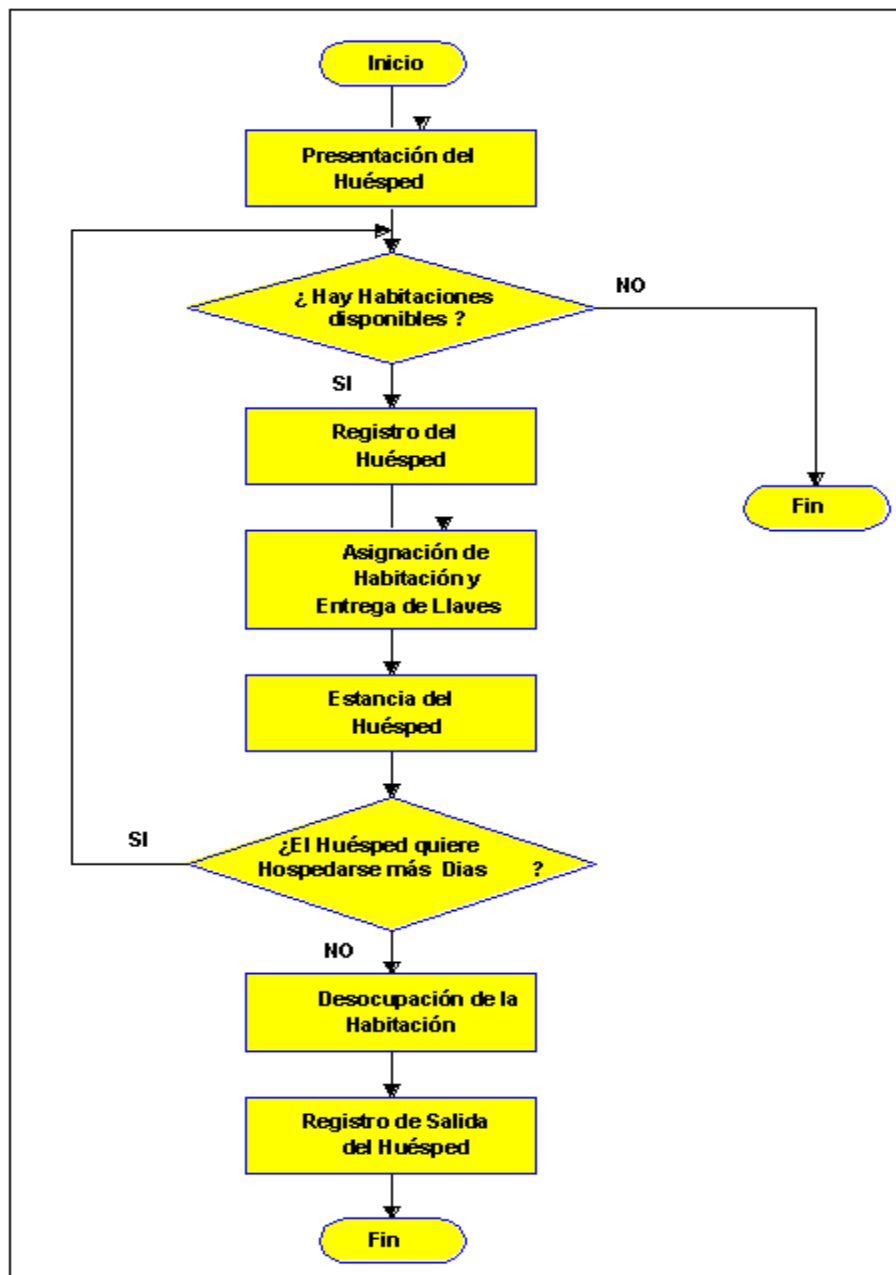 Inicio
Presentación del
Huésped
¿ Hay Habitaciones
disponibles ?
NO
SI
Registro del
Huésped
Fin
Asignación de
Habitación y
Entrega de Llaves
Estancia del
Huésped
SI
¿El Huésped quiere
Hospedarse más Dias ?
NO
Desocupación de la
Habitación
Registro de Salida
del Huésped
Fin